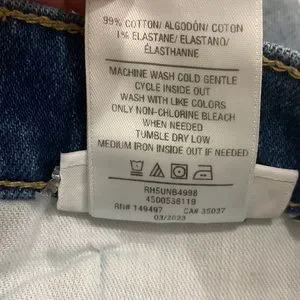 99% COTTON/ ALGODÓN/ COTON
1% ELASTANE/ ELASTANO/
ÉLASTHANNE
MACHINE WASH COLD GENTLE
CYCLE INSIDE OUT
WASH WITH LIKE COLORS
ONLY NON-CHLORINE BLEACH
WHEN NEEDED
TUMBLE DRY LOW
MEDIUM IRON INSIDE OUT IF NEEDED
RH5UNB4998
4500536119
RN# 149497 CA# 35037
03/2023